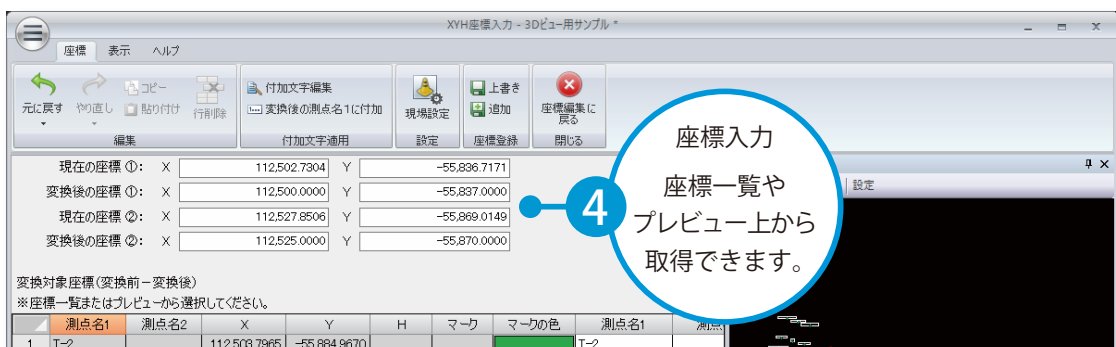 XYH座標入力 - 3Dビュー用サンプル *
座標 表示 ヘルプ
元に戻す やり直し コピー 貼り付け 行削除
編集
付加文字編集
変換後の測点名1に付加
付加文字適用
現場設定
設定
上書き
追加
座標登録
座標編集に
戻る
閉じる
現在の座標 ①: X 112,502.7304 Y -55,836.7171
変換後の座標 ①: X 112,500.0000 Y -55,837.0000
現在の座標 ②: X 112,527.8506 Y -55,869.0149
変換後の座標 ②: X 112,525.0000 Y -55,870.0000
4
座標入力
座標一覧や
プレビュー上から
取得できます。
設定
変換対象座標(変換前-変換後)
※座標一覧またはプレビューから選択してください。
測点名1 測点名2 X Y H マーク マークの色 測点名1 測点
1 T-2 112,503.7965 -55,884.9670 T-2